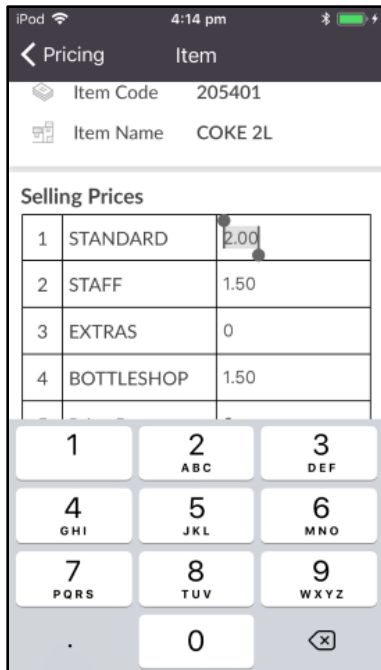 iPod 4:14 pm
Pricing Item
Item Code 205401
Item Name COKE 2L
Selling Prices
1 STANDARD 2.00
2 STAFF 1.50
3 EXTRAS 0
4 BOTTLESHOP 1.50
1 2 3
ABC DEF
4 5 6
GHI JKL MNO
7 8 9
PQRS TUV WXYZ
. 0